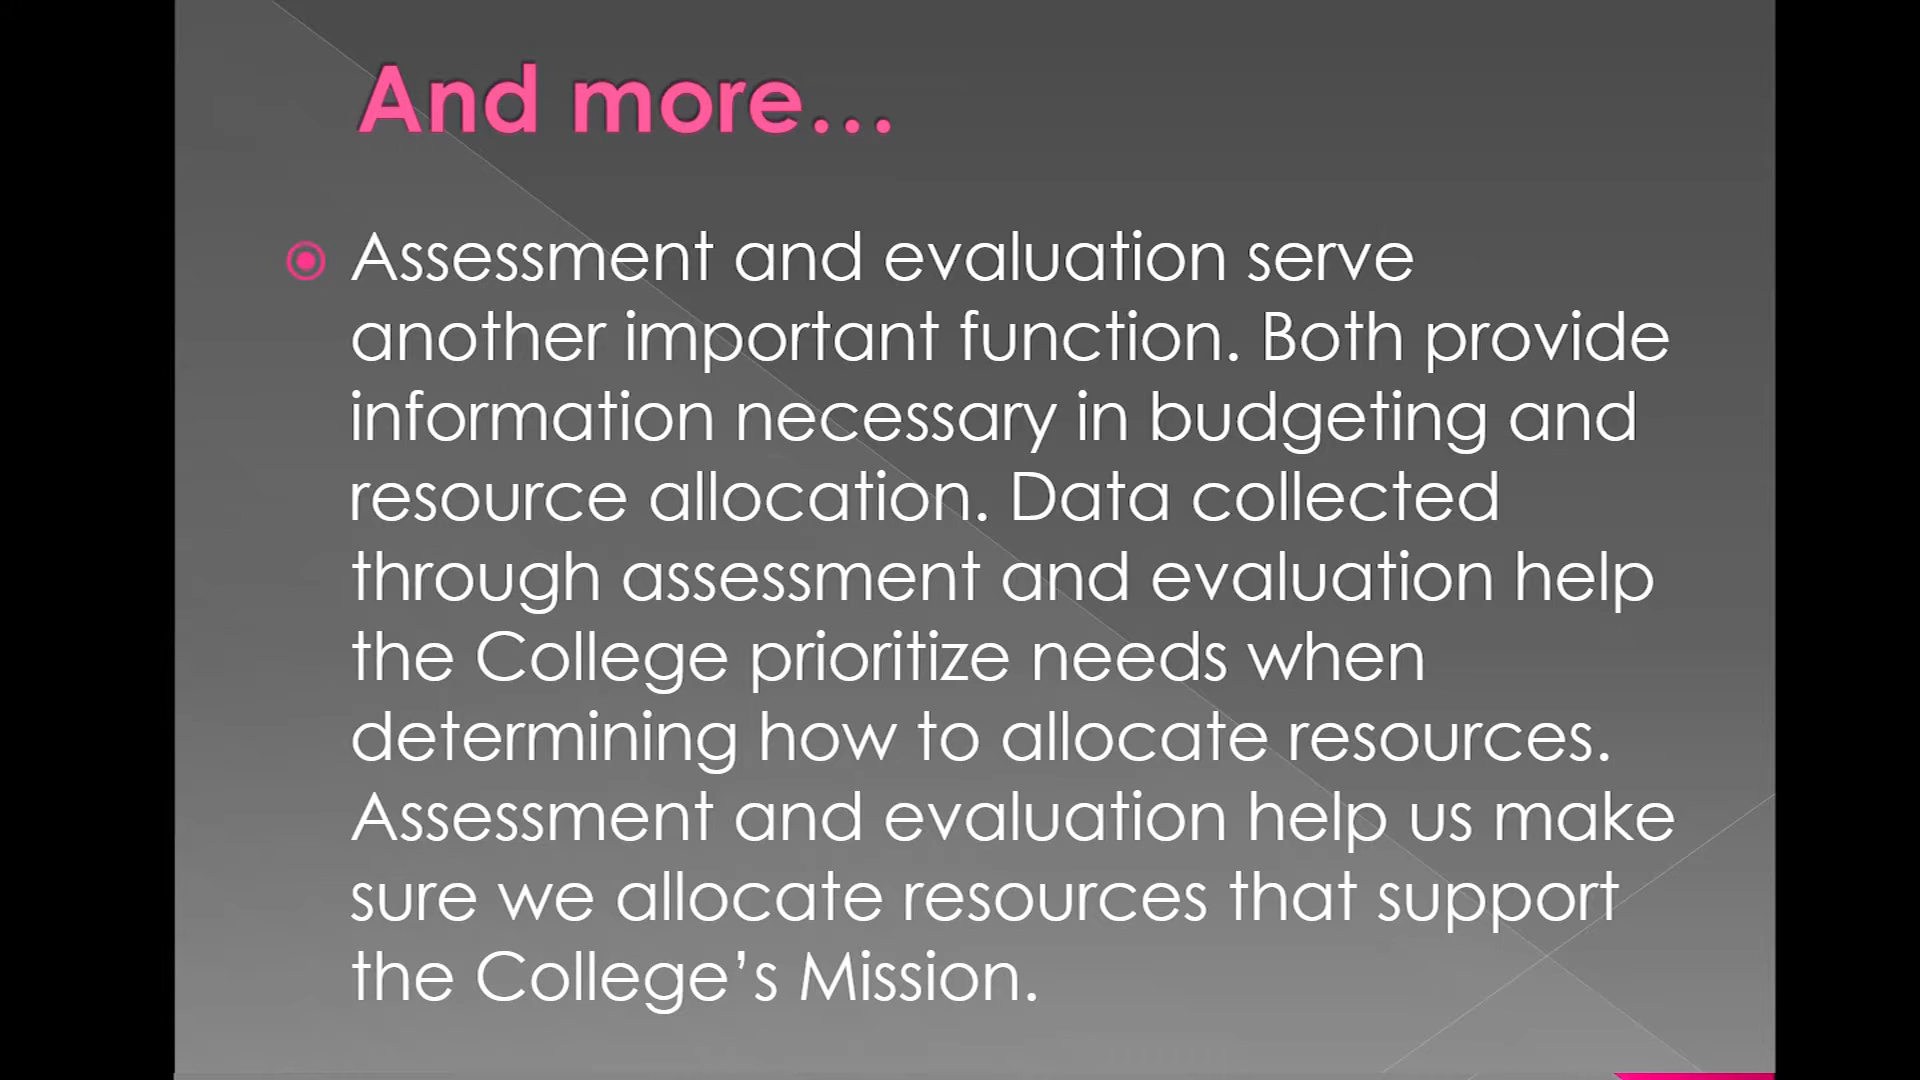 And more…
Assessment and evaluation serve
another important function. Both provide
information necessary in budgeting and
resource allocation. Data collected
through assessment and evaluation help
the College prioritize needs when
determining how to allocate resources.
Assessment and evaluation help us make
sure we allocate resources that support
the College’s Mission.